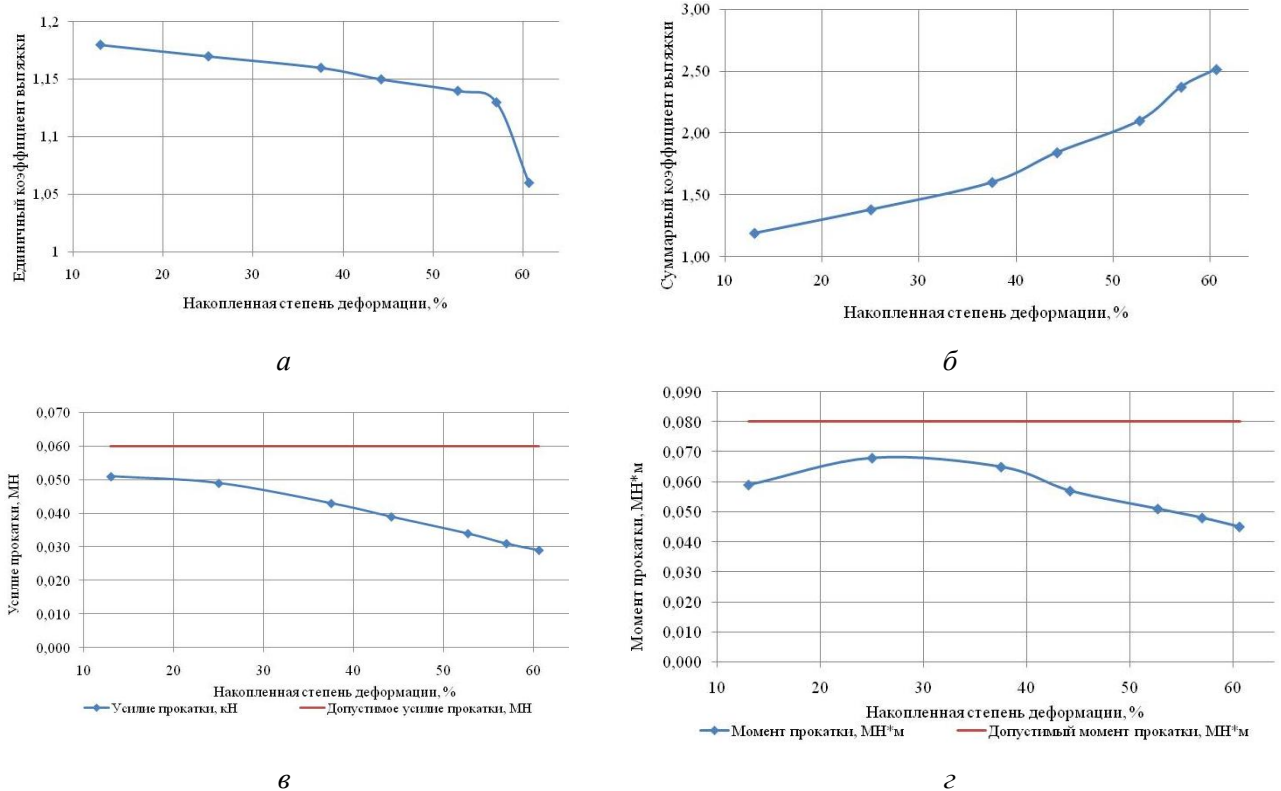 Единичный коэффициент вытяжки
1,2
1,15
1,1
1,05
1
10 20 30 40 50 60
Накопленная степень деформации, %
а
Суммарный коэффициент вытяжки
3,00
2,50
2,00
1,50
1,00
10 20 30 40 50 60
Накопленная степень деформации, %
б
Усилие прокатки, МН
0,070
0,060
0,050
0,040
0,030
0,020
0,010
0,000
10 20 30 40 50 60
Накопленная степень деформации, %
Усилие прокатки, кН Допустимое усилие прокатки, МН
в
Момент прокатки, МН*м
0,090
0,080
0,070
0,060
0,050
0,040
0,030
0,020
0,010
0,000
10 20 30 40 50 60
Накопленная степень деформации, %
Момент прокатки, МН*м Допустимый момент прокатки, МН*м
г